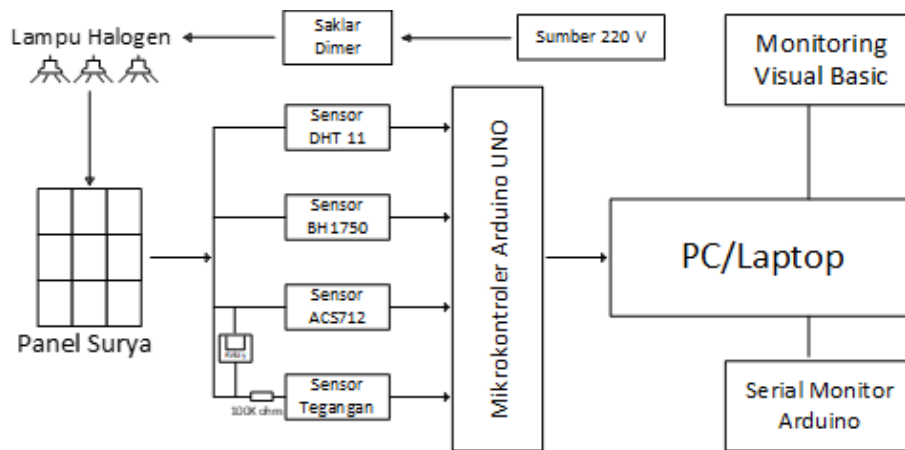 Lampu Halogen
Saklar
Dimer
Sumber 220 V
Monitoring
Visual Basic
Sensor
DHT 11
Sensor
BH1750
Sensor
ACS712
Sensor
Tegangan
100K ohm
Panel Surya
Mikrokontroler Arduino UNO
PC/Laptop
Serial Monitor
Arduino